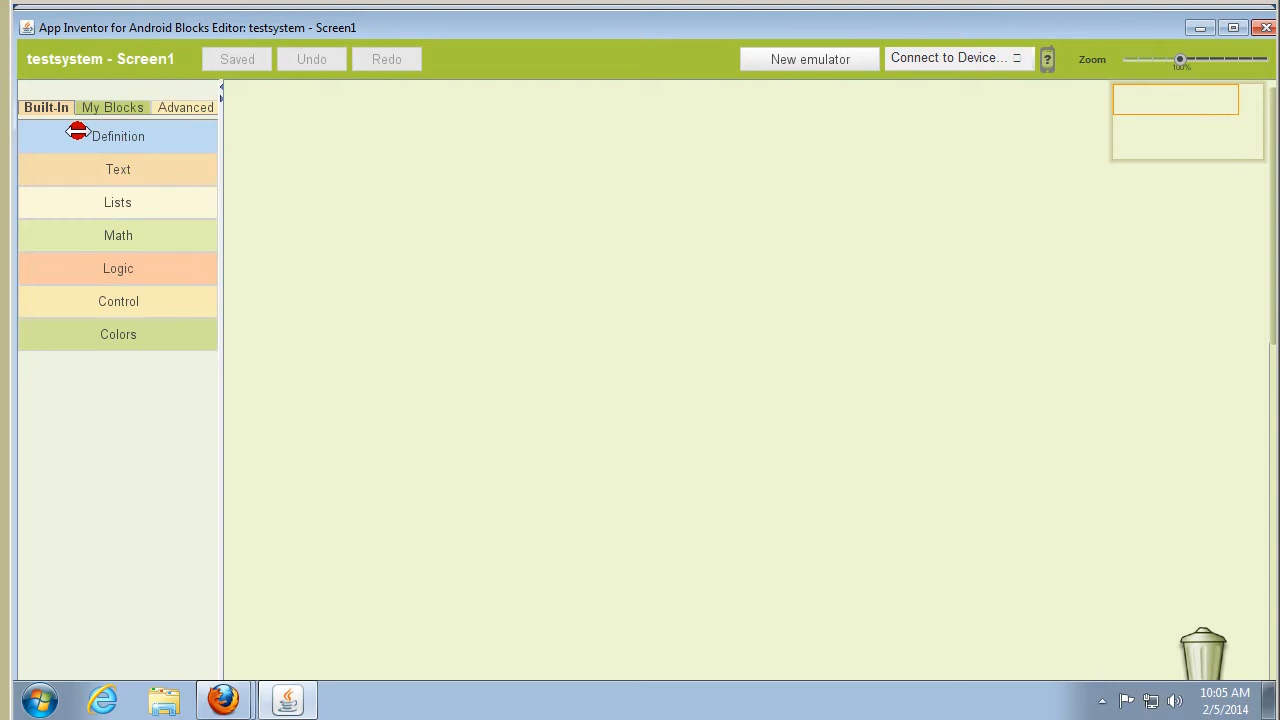 App Inventor for Android Blocks Editor: testsystem - Screen1
testsystem - Screen1 Saved Undo Redo New emulator Connect to Device... ? Zoom
100%
Built-In My Blocks Advanced
Definition
Text
Lists
Math
Logic
Control
Colors
10:05 AM
2/5/2014